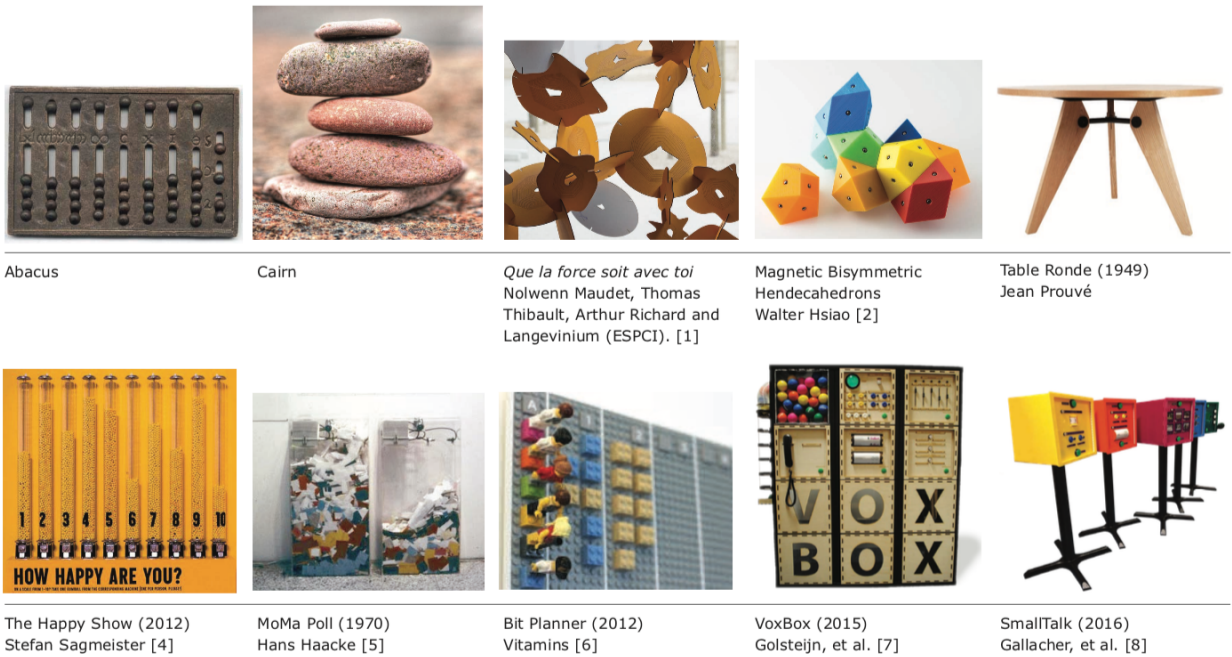 Abacus
Cairn
Que la force soit avec toi
Nolwenn Maudet, Thomas
Thibault, Arthur Richard and
Langevinium (ESPCI). [1]
Magnetic Bisymmetric
Hendecahedrons
Walter Hsiao [2]
Table Ronde (1949)
Jean Prouvé
1 2 3 4 5 6 7 8 9 10
HOW HAPPY ARE YOU?
VOX
BOX
The Happy Show (2012)
Stefan Sagmeister [4]
MoMa Poll (1970)
Hans Haacke [5]
Bit Planner (2012)
Vitamins [6]
VoxBox (2015)
Golsteijn, et al. [7]
SmallTalk (2016)
Gallacher, et al. [8]